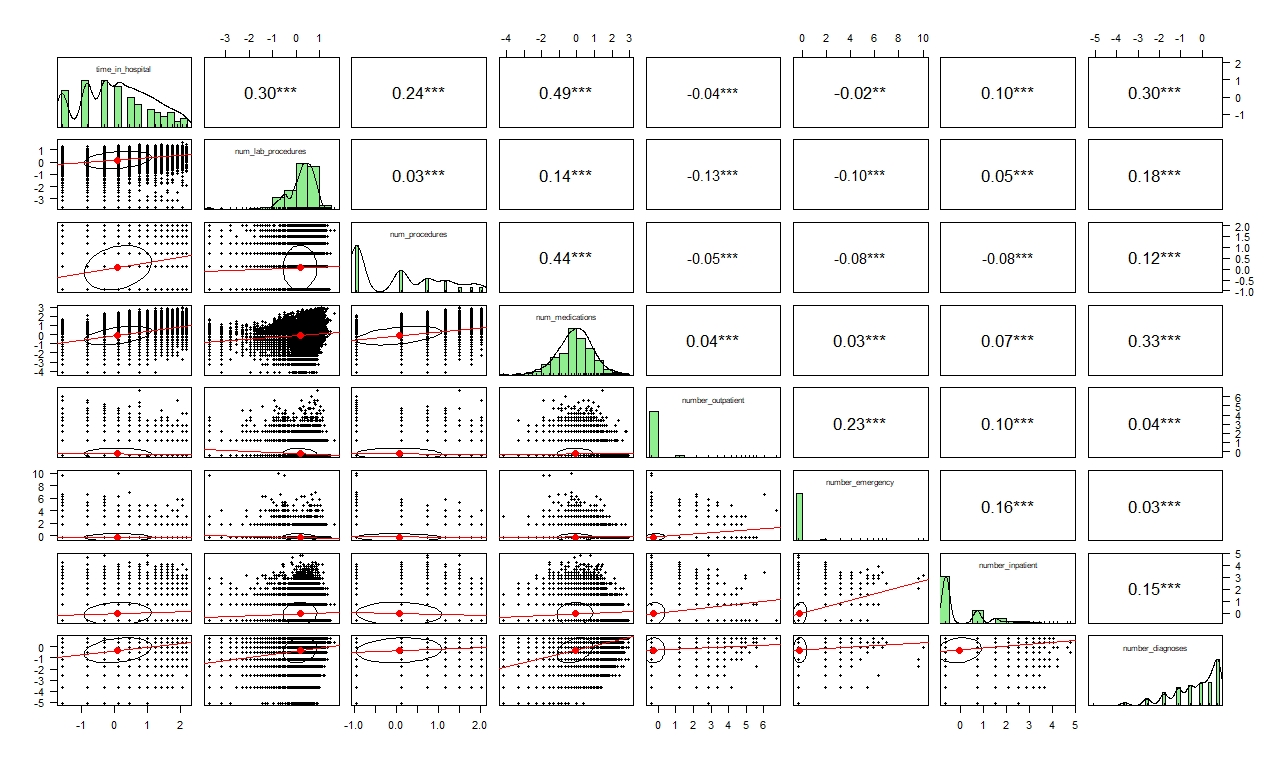 -3 -2 -1 0 1 -4 -2 0 1 2 3 0 2 4 6 8 10 -5 -4 -3 -2 -1 0
time_in_hospital 0.30*** 0.24*** 0.49*** -0.04*** -0.02** 0.10*** 0.30*** 2 1 0 -1
1 0 -1 -2 -3 num_lab_procedures 0.03*** 0.14*** -0.13*** -0.10*** 0.05*** 0.18***
num_procedures 0.44*** -0.05*** -0.08*** -0.08*** 0.12*** 2.0 1.5 1.0 0.5 0.0 -0.5 -1.0
3 2 1 0 -1 -2 -3 -4 num_medications 0.04*** 0.03*** 0.07*** 0.33***
number_outpatient 0.23*** 0.10*** 0.04*** 6 5 4 3 2 1 0
10 8 6 4 2 0 number_emergency 0.16*** 0.03***
number_inpatient 0.15*** 5 4 3 2 1 0
0 -1 -2 -3 -4 -5 number_diagnoses
-1 0 1 2 -1.0 0.0 1.0 2.0 0 1 2 3 4 5 6 0 1 2 3 4 5